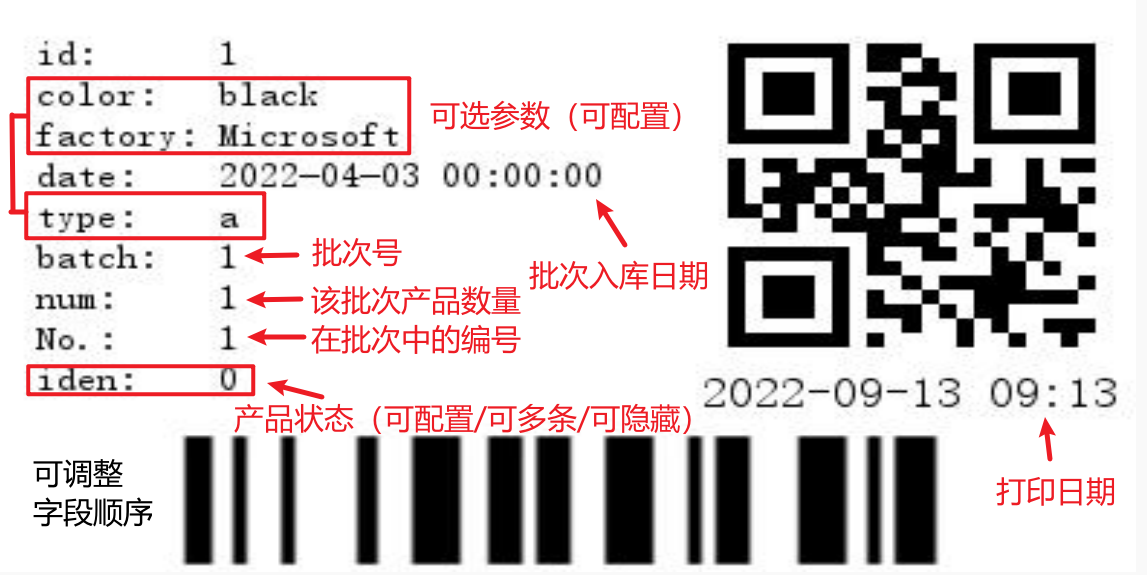 id: 1
color: black
factory: Microsoft
可选参数（可配置）
date: 2022-04-03 00:00:00
type: a
batch: 1
批次号
批次入库日期
num: 1
该批次产品数量
No.: 1
在批次中的编号
iden: 0
2022-09-13 09:13
产品状态（可配置/可多条/可隐藏）
可调整
字段顺序
打印日期